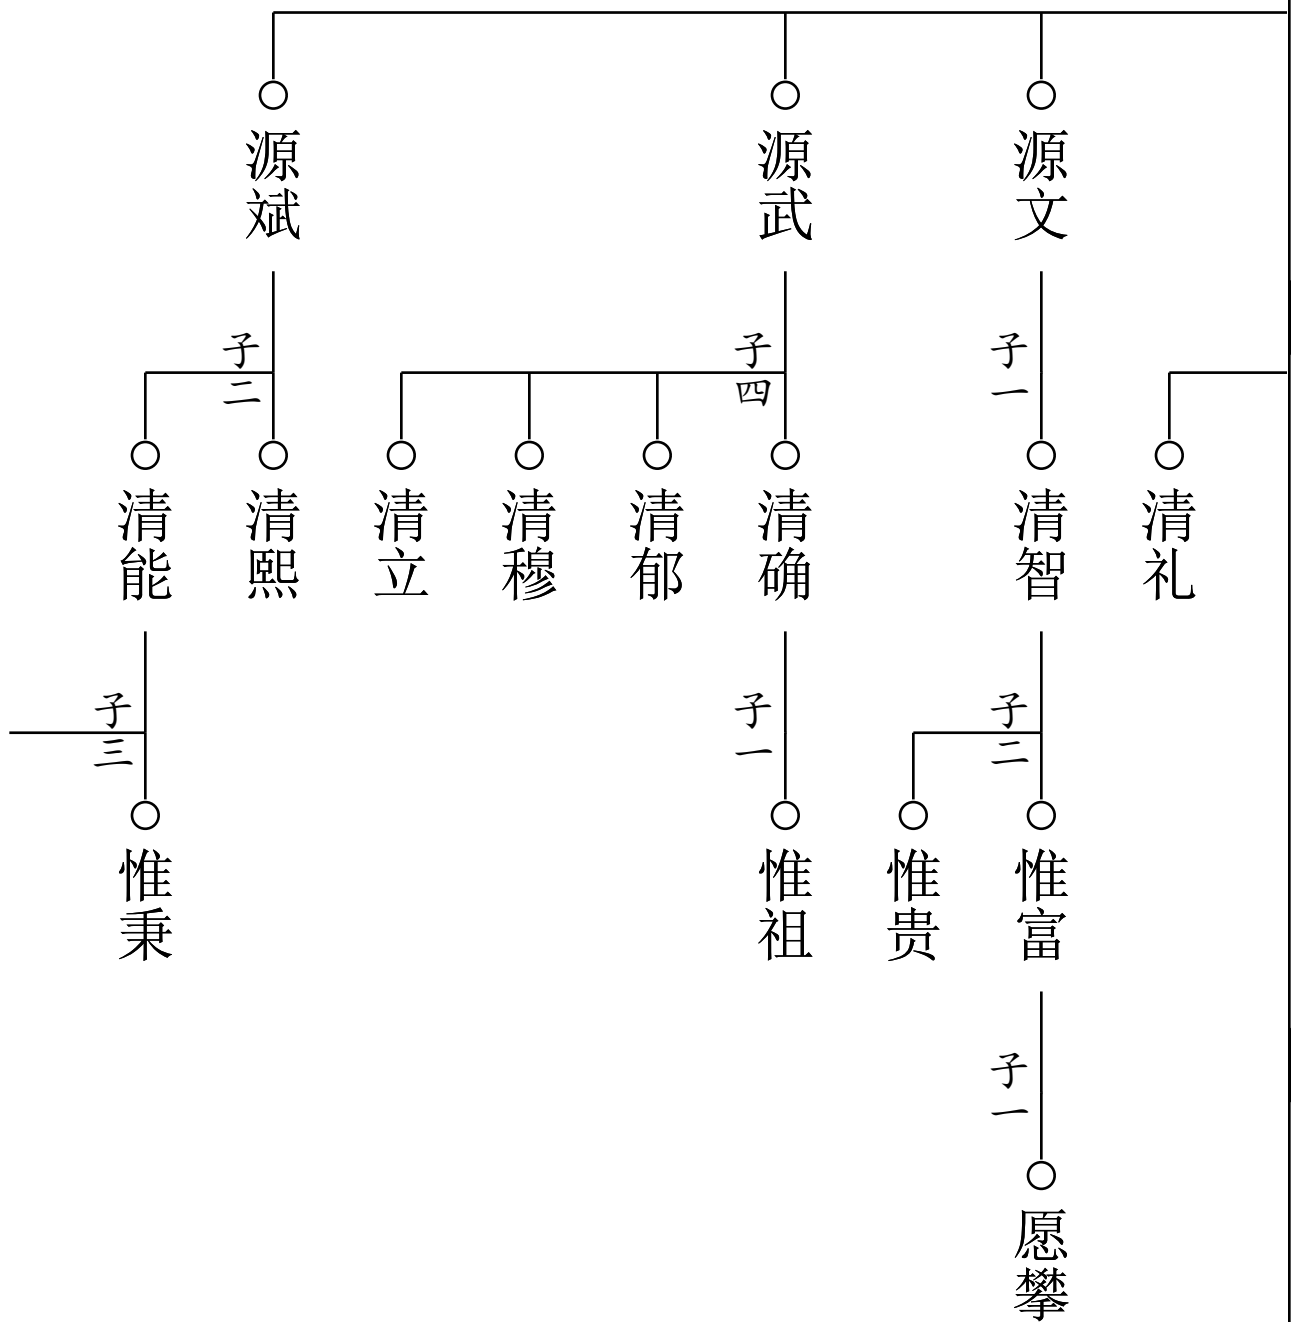 源文
源武
源斌
子一
子四
子二
清礼
清智
清确
清郁
清穆
清立
清熙
清能
子二
子一
子三
惟富
惟贵
惟祖
惟秉
子一
愿攀